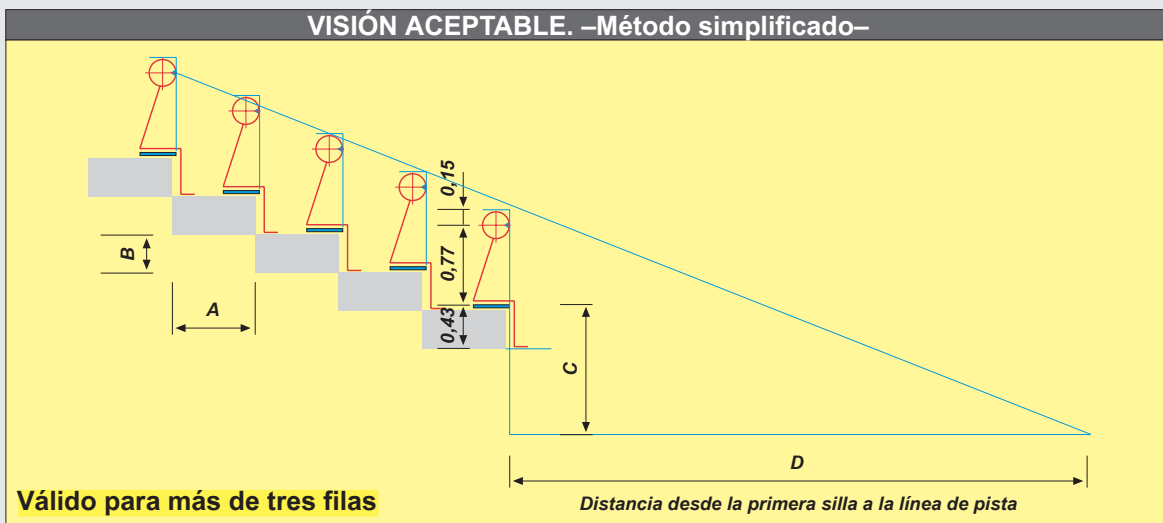 VISIÓN ACEPTABLE. –Método simplificado–
0,15
B
0,77
A
0,43
C
D
Válido para más de tres filas
Distancia desde la primera silla a la línea de pista